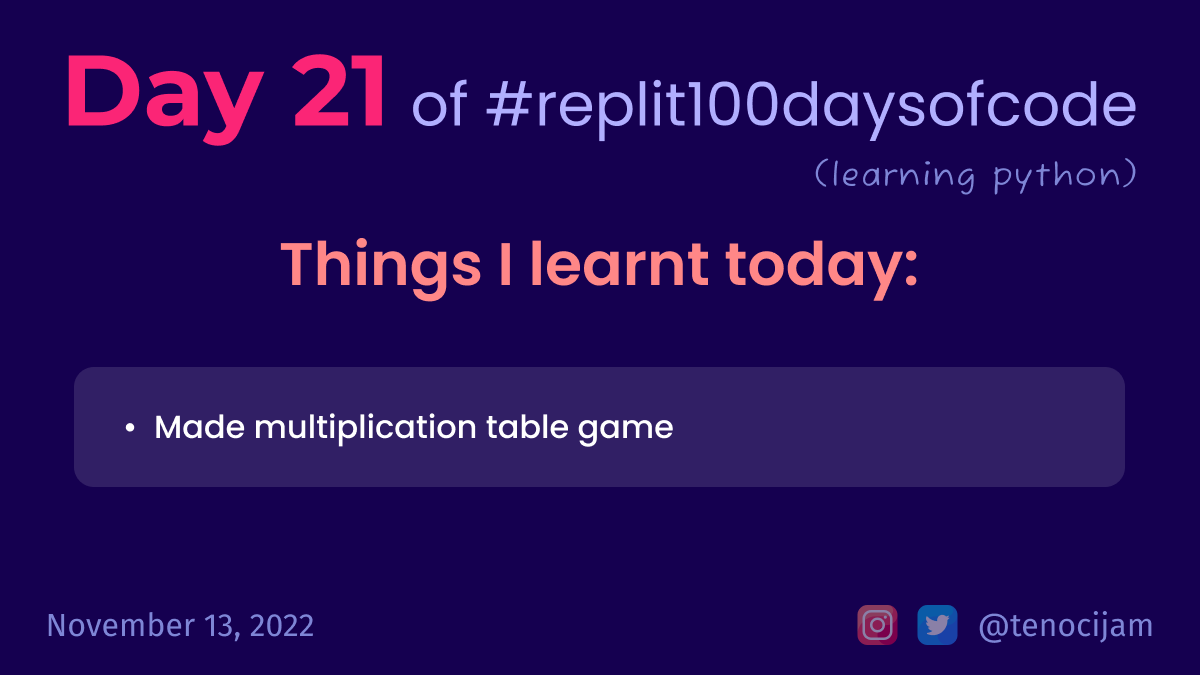 Day 21 of #replit100daysofcode
(learning python)
Things I learnt today:
• Made multiplication table game
November 13, 2022
@tenocijam